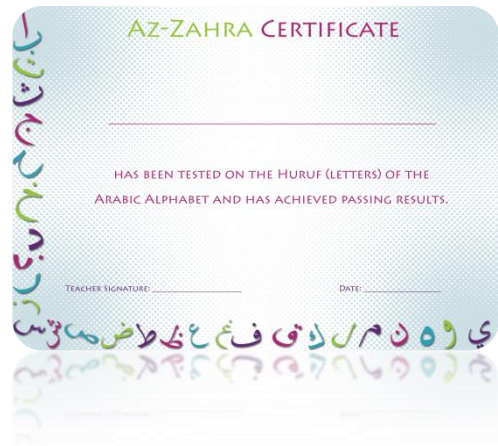 Az-Zahra Certificate
has been tested on the Huruf (letters) of the
Arabic Alphabet and has achieved passing results.
Teacher Signature: Date:
ا
ب
ت
ث
ج
ح
خ
د
ذ
ر
ز
س ش ص ض ط ظ ع غ ف ق ك ل م ن ه و ي